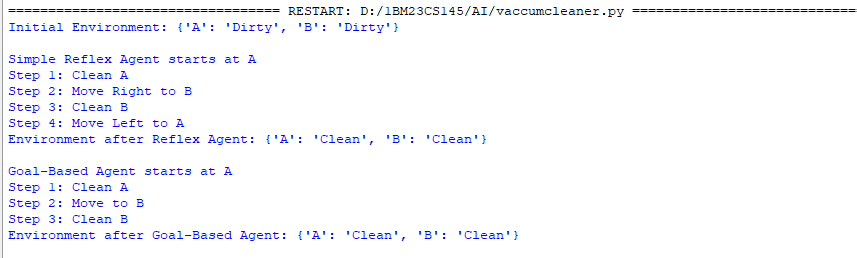 ================================== RESTART: D:/1BM23CS145/AI/vaccumcleaner.py ============================
Initial Environment: {'A': 'Dirty', 'B': 'Dirty'}
Simple Reflex Agent starts at A
Step 1: Clean A
Step 2: Move Right to B
Step 3: Clean B
Step 4: Move Left to A
Environment after Reflex Agent: {'A': 'Clean', 'B': 'Clean'}
Goal-Based Agent starts at A
Step 1: Clean A
Step 2: Move to B
Step 3: Clean B
Environment after Goal-Based Agent: {'A': 'Clean', 'B': 'Clean'}